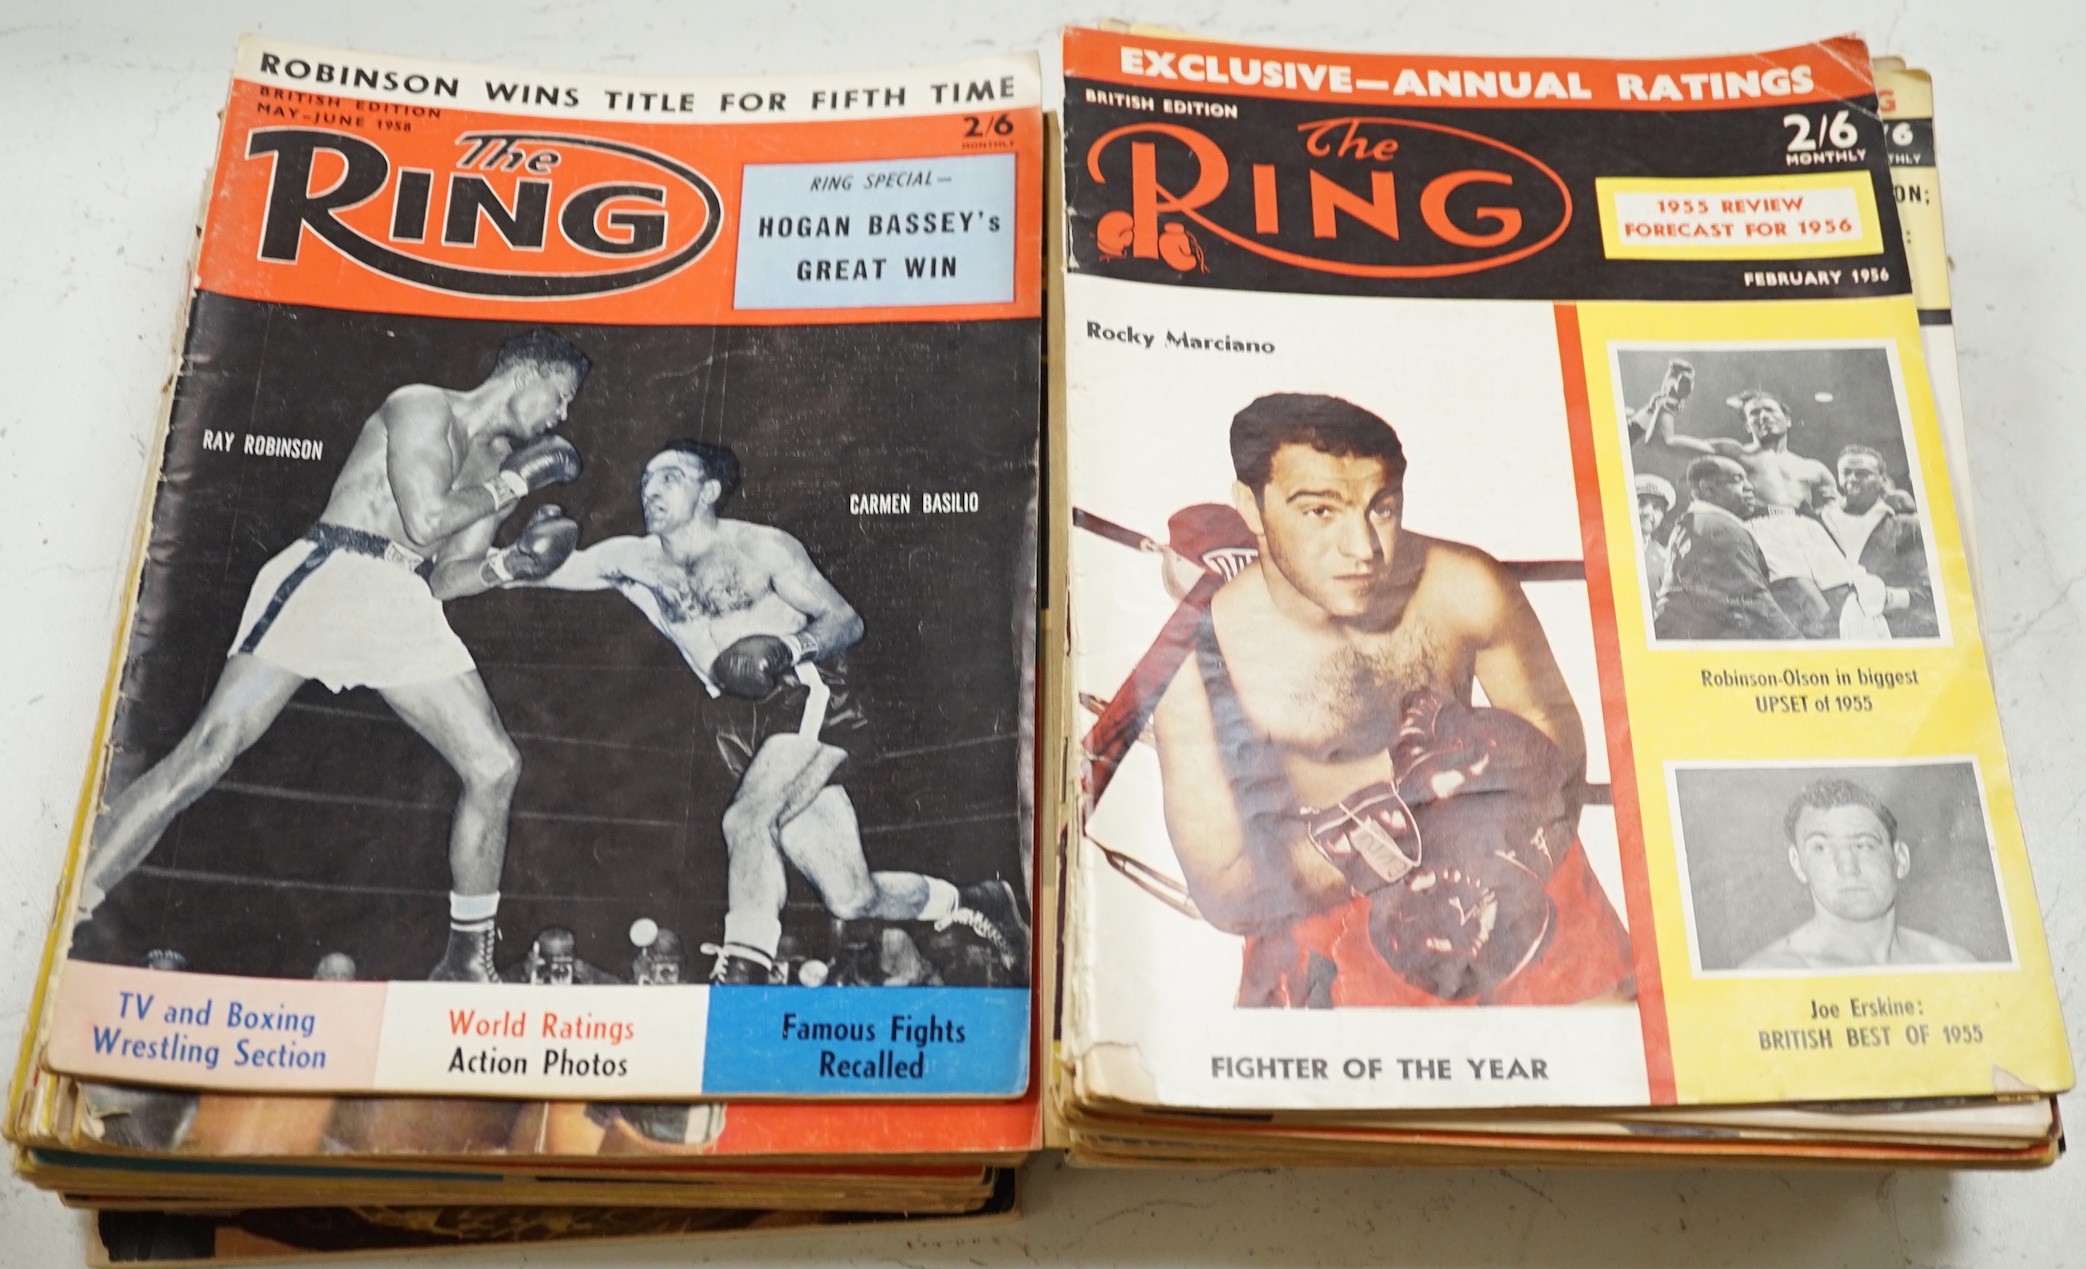 ROBINSON WINS TITLE FOR FIFTH TIME
BRITISH EDITION
MAY-JUNE 1958
2/6
MONTHLY
The
RING
RING SPECIAL—
HOGAN BASSEY's
GREAT WIN
RAY ROBINSON
CARMEN BASILIO
TV and Boxing
Wrestling Section
World Ratings
Action Photos
Famous Fights
Recalled
EXCLUSIVE—ANNUAL RATINGS
BRITISH EDITION
2/6
MONTHLY
The
RING
1955 REVIEW
FORECAST FOR 1956
FEBRUARY 1956
Rocky Marciano
Robinson-Olson in biggest
UPSET of 1955
Joe Erskine:
BRITISH BEST OF 1955
FIGHTER OF THE YEAR
G
/6
HLY
ON;